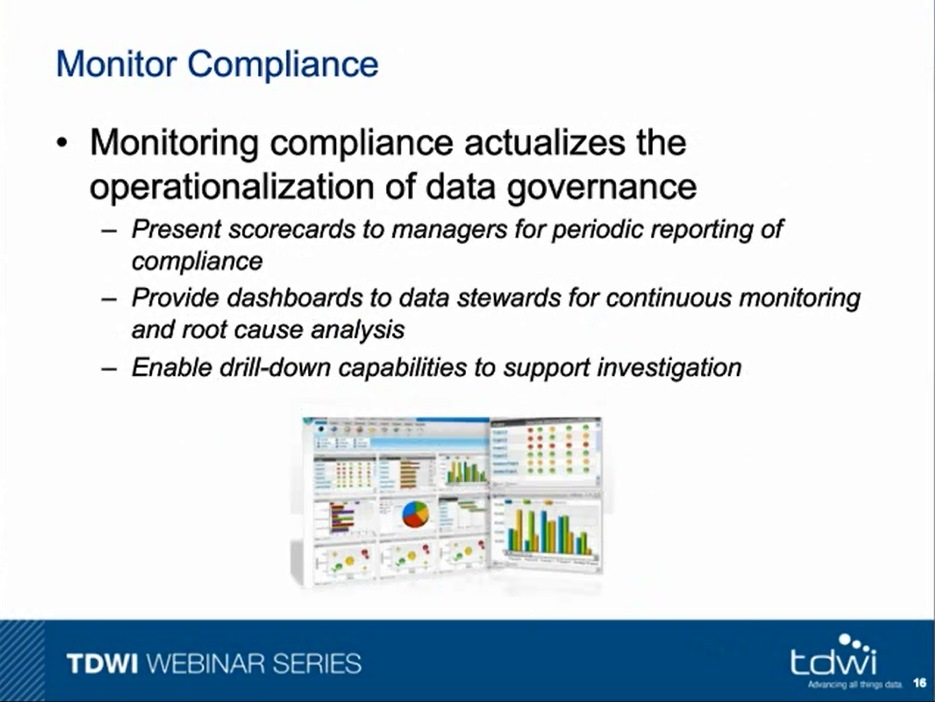 Monitor Compliance
• Monitoring compliance actualizes the
operationalization of data governance
– Present scorecards to managers for periodic reporting of
compliance
– Provide dashboards to data stewards for continuous monitoring
and root cause analysis
– Enable drill-down capabilities to support investigation
TDWI WEBINAR SERIES
tdwi
Advancing all things data.
16